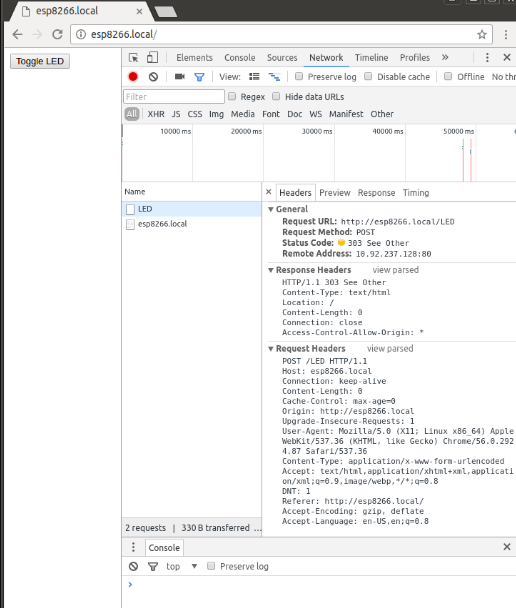 esp8266.local
esp8266.local/
Toggle LED
Elements Console Sources Network Timeline Profiles
View: Preserve log Disable cache Offline No thr
Filter Regex Hide data URLs
All XHR JS CSS Img Media Font Doc WS Manifest Other
10000 ms 20000 ms 30000 ms 40000 ms 50000 ms
Name
LED
esp8266.local
2 requests | 330 B transferred ...
Headers Preview Response Timing
General
Request URL: http://esp8266.local/LED
Request Method: POST
Status Code: 303 See Other
Remote Address: 10.92.237.128:80
Response Headers view parsed
HTTP/1.1 303 See Other
Content-Type: text/html
Location: /
Content-Length: 0
Connection: close
Access-Control-Allow-Origin: *
Request Headers view parsed
POST /LED HTTP/1.1
Host: esp8266.local
Connection: keep-alive
Content-Length: 0
Cache-Control: max-age=0
Origin: http://esp8266.local
Upgrade-Insecure-Requests: 1
User-Agent: Mozilla/5.0 (X11; Linux x86_64) Apple
WebKit/537.36 (KHTML, like Gecko) Chrome/56.0.292
4.87 Safari/537.36
Content-Type: application/x-www-form-urlencoded
Accept: text/html,application/xhtml+xml,applicati
on/xml;q=0.9,image/webp,*/*;q=0.8
DNT: 1
Referer: http://esp8266.local/
Accept-Encoding: gzip, deflate
Accept-Language: en-US,en;q=0.8
Console
top Preserve log